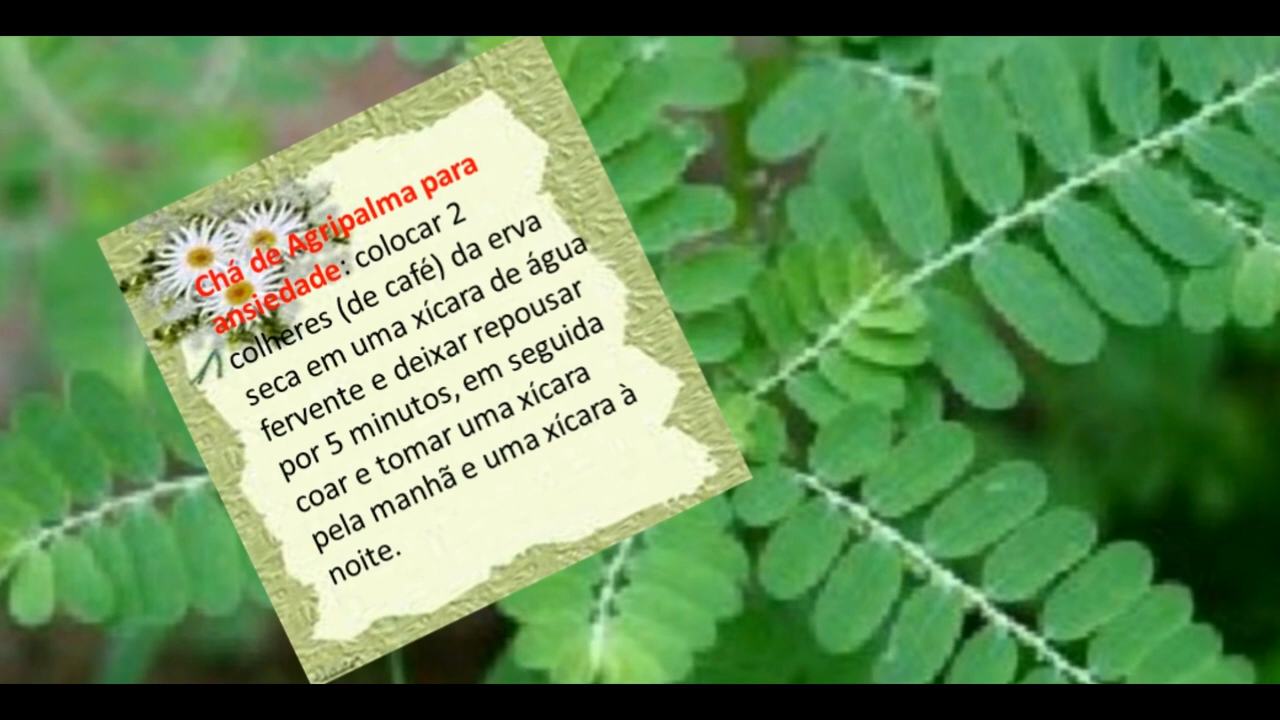 Chá de Agripalma para
ansiedade: colocar 2
colheres (de café) da erva
seca em uma xícara de água
fervente e deixar repousar
por 5 minutos, em seguida
coar e tomar uma xícara
pela manhã e uma xícara à
noite.